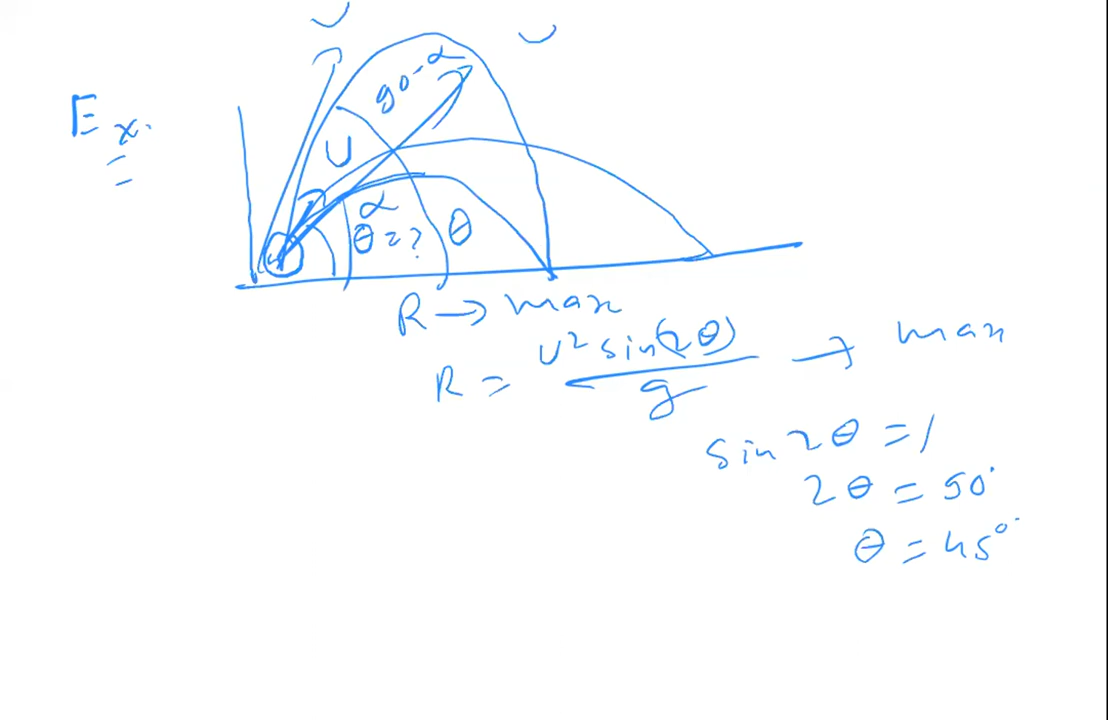 U
U
90-α
Ex.
U
α
θ = ?
θ
R → max
R = U² sin(2θ) / g → max
sin 2θ = 1
2θ = 90°
θ = 45°